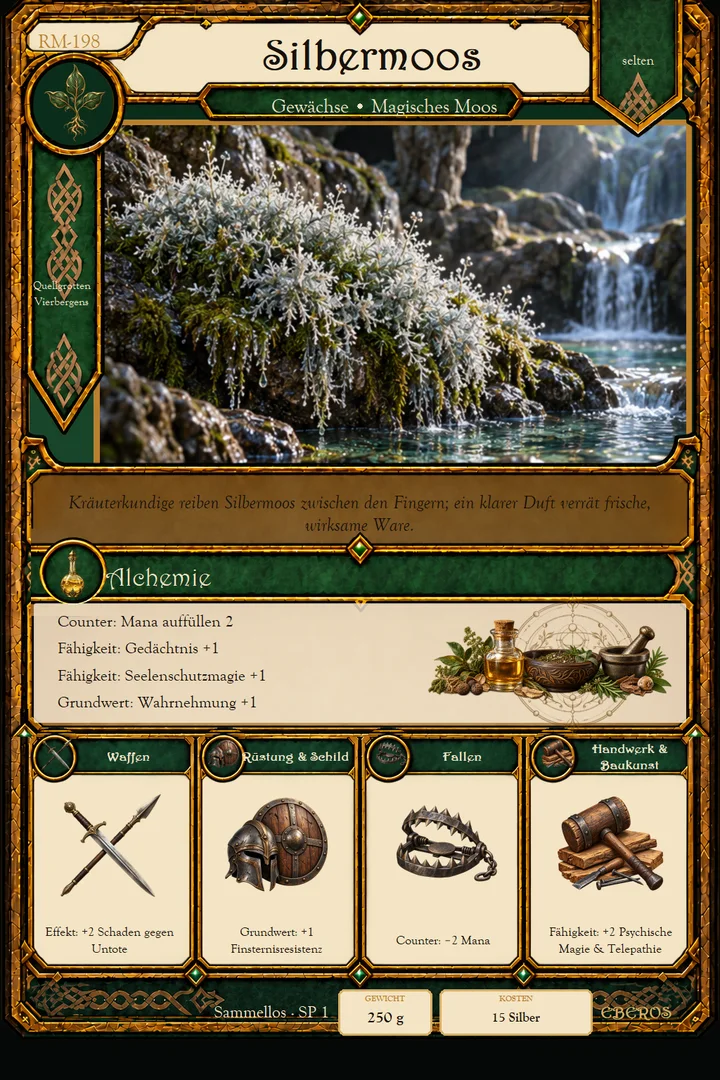 RM-198
Silbermoos
selten
Gewächse • Magisches Moos
Quellgrotten
Vierbergens
Kräuterkundige reiben Silbermoos zwischen den Fingern; ein klarer Duft verrät frische,
wirksame Ware.
Alchemie
Counter: Mana auffüllen 2
Fähigkeit: Gedächtnis +1
Fähigkeit: Seelenschutzmagie +1
Grundwert: Wahrnehmung +1
Waffen
Rüstung & Schild
Fallen
Handwerk &
Baukunst
Effekt: +2 Schaden gegen
Untote
Grundwert: +1
Finsternisresistenz
Counter: −2 Mana
Fähigkeit: +2 Psychische
Magie & Telepathie
Sammellos · SP 1
GEWICHT
250 g
KOSTEN
15 Silber
EBEROS